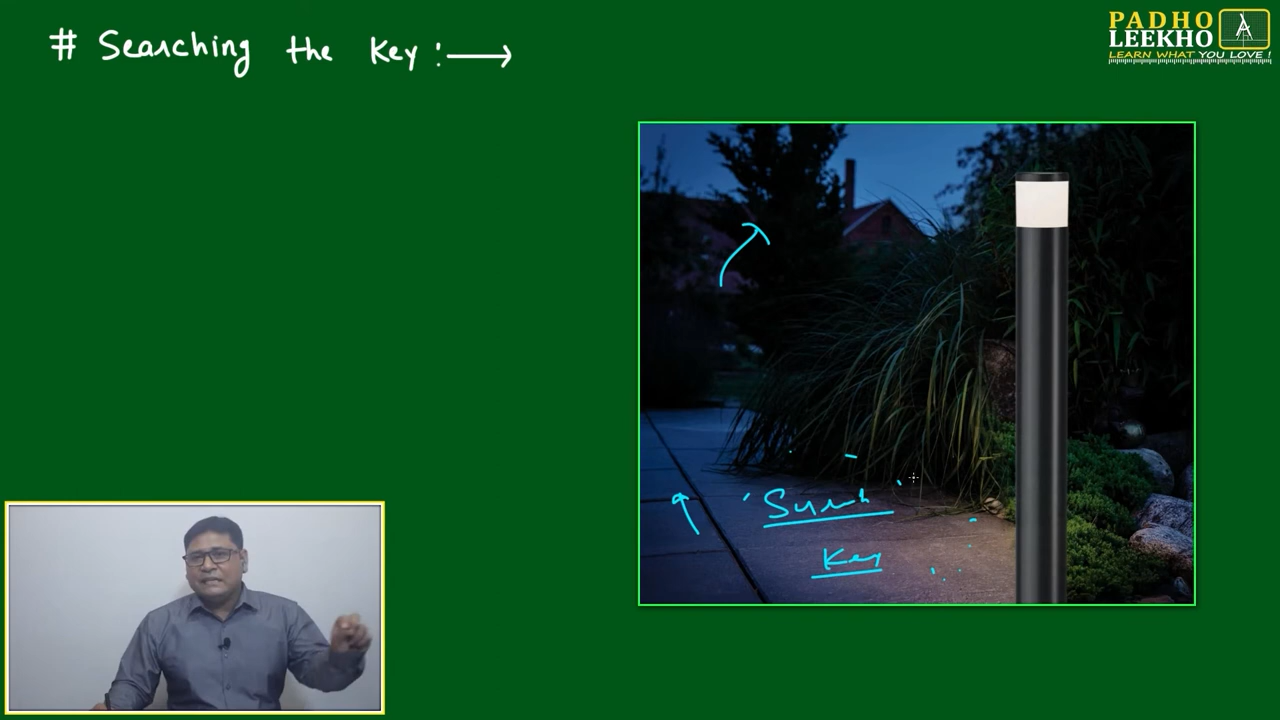 # Searching the Key :→
PADHO
LEEKHO
LEARN WHAT YOU LOVE !
Key